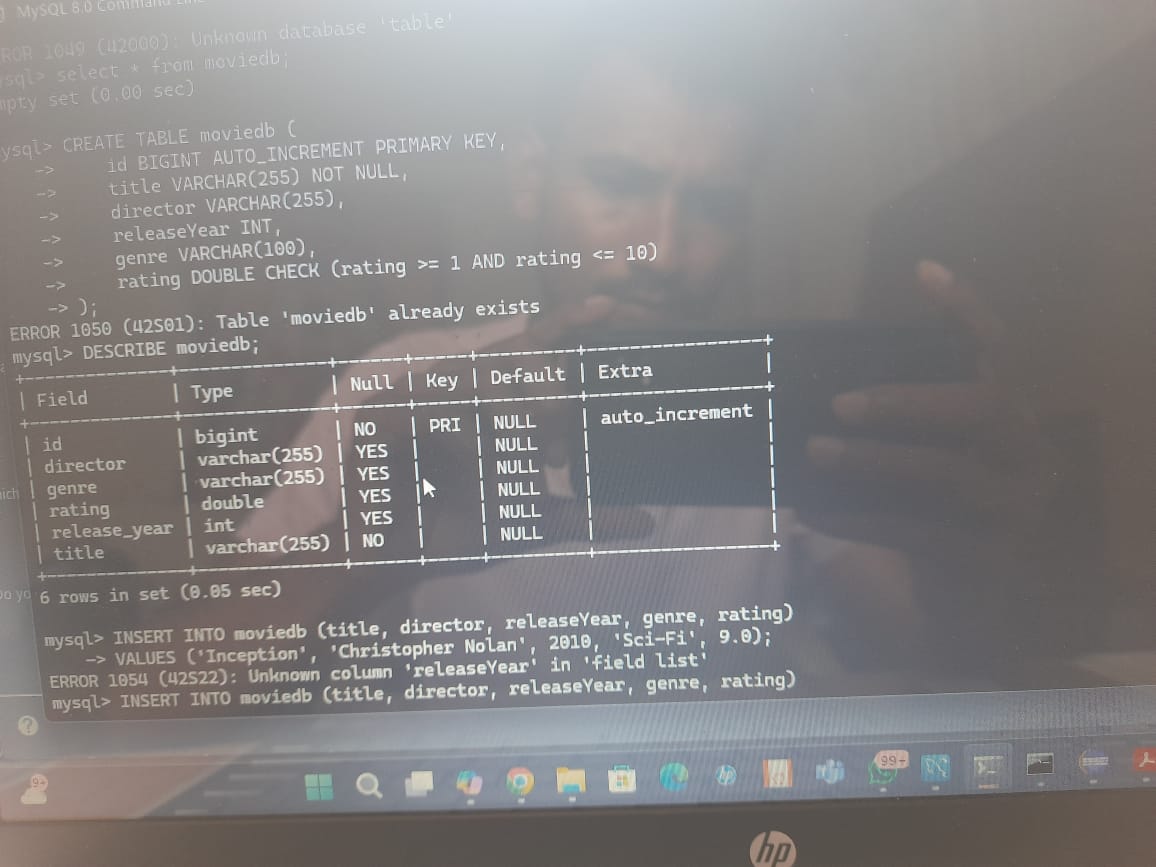 MySQL 8.0 Command Line
ROR 1049 (42000): Unknown database 'table'
ysql> select * from moviedb;
mpty set (0.00 sec)
ysql> CREATE TABLE moviedb (
-> id BIGINT AUTO_INCREMENT PRIMARY KEY,
-> title VARCHAR(255) NOT NULL,
-> director VARCHAR(255),
-> releaseYear INT,
-> genre VARCHAR(100),
-> rating DOUBLE CHECK (rating >= 1 AND rating <= 10)
-> );
ERROR 1050 (42S01): Table 'moviedb' already exists
mysql> DESCRIBE moviedb;
| Field | Type | Null | Key | Default | Extra |
| id | bigint | NO | PRI | NULL | auto_increment |
| director | varchar(255) | YES | | NULL | |
| genre | varchar(255) | YES | | NULL | |
| rating | double | YES | | NULL | |
| release_year | int | YES | | NULL | |
| title | varchar(255) | NO | | NULL | |
6 rows in set (0.05 sec)
mysql> INSERT INTO moviedb (title, director, releaseYear, genre, rating)
-> VALUES ('Inception', 'Christopher Nolan', 2010, 'Sci-Fi', 9.0);
ERROR 1054 (42S22): Unknown column 'releaseYear' in 'field list'
mysql> INSERT INTO moviedb (title, director, releaseYear, genre, rating)
9+
99+
hp